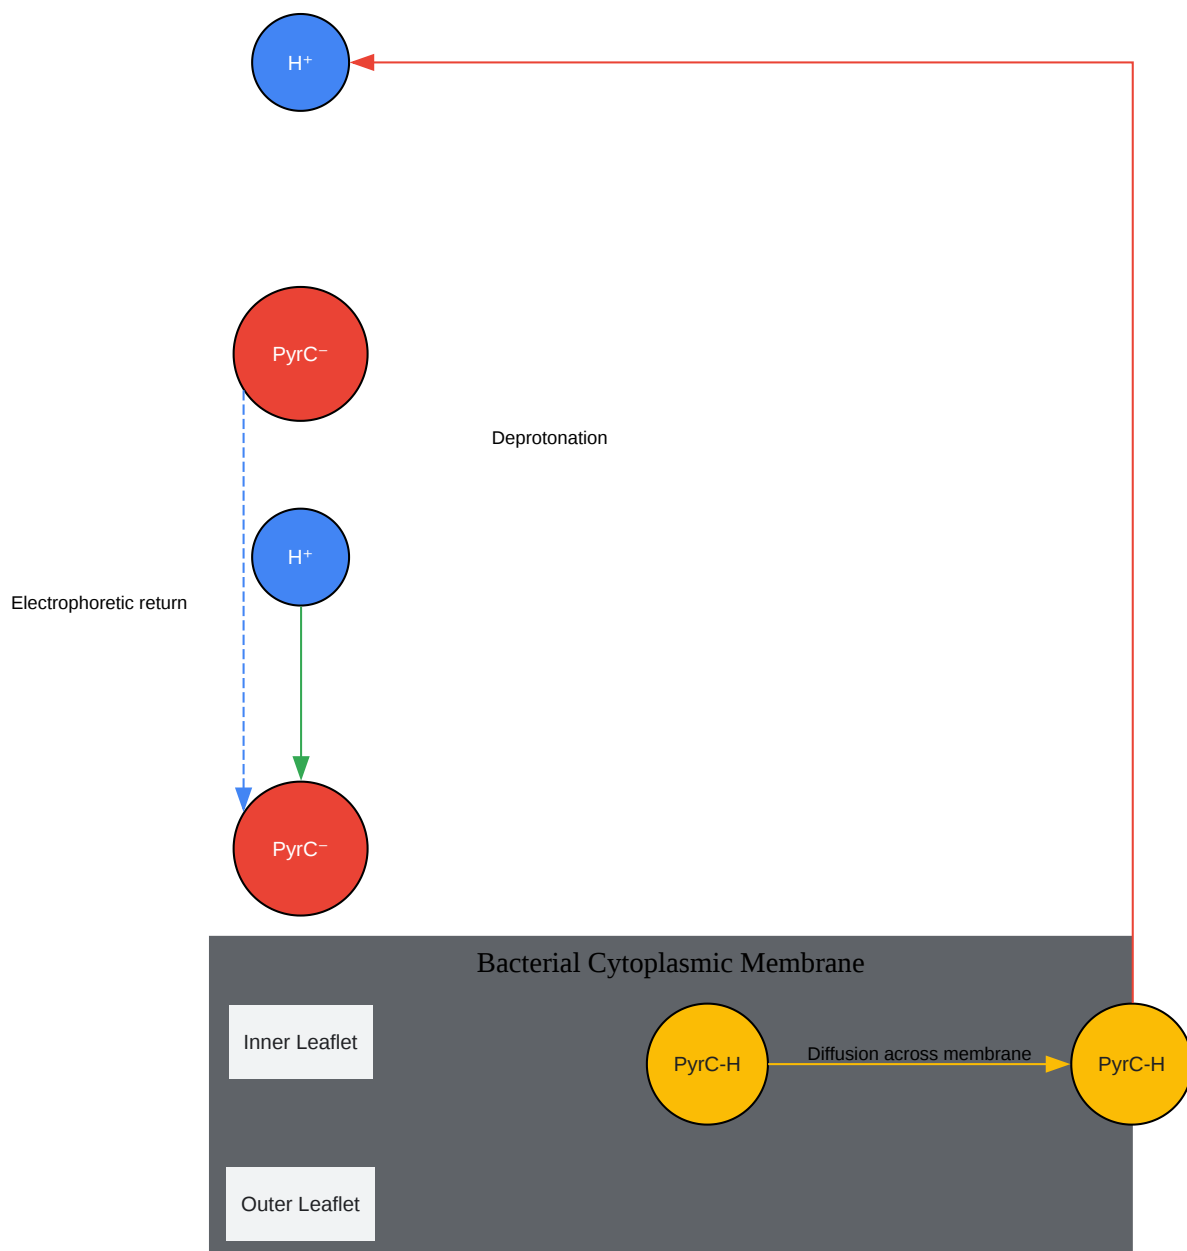 H⁺
PyrC⁻
Deprotonation
H⁺
Electrophoretic return
PyrC⁻
Bacterial Cytoplasmic Membrane
Inner Leaflet
PyrC-H
Diffusion across membrane
PyrC-H
Outer Leaflet